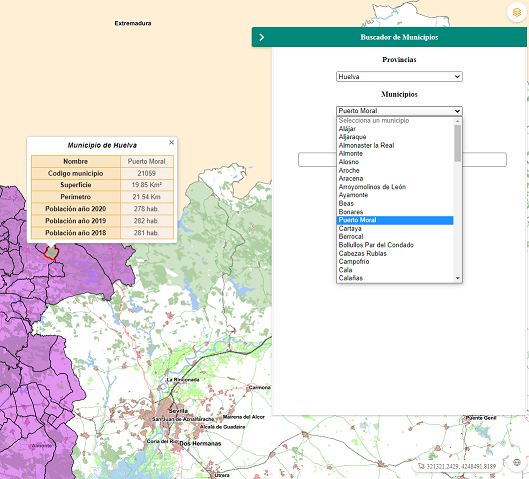 Extremadura
Buscador de Municipios
Provincias
Huelva
Municipios
Puerto Moral
Selecciona un municipio
Alájar
Aljaraque
Almonaster la Real
Almonte
Alosno
Aroche
Aracena
Arroyomolinos de León
Ayamonte
Beas
Bonares
Puerto Moral
Cartaya
Berrocal
Bollullos Par del Condado
Cabezas Rubias
Campofrío
Cala
Calañas
Municipio de Huelva
Nombre Puerto Moral
Codigo municipio 21059
Superficie 19.85 Km²
Perímetro 21.54 Km
Población año 2020 278 hab.
Población año 2019 282 hab.
Población año 2018 281 hab.
La Rinconada
Carmona
Sevilla
San Juan de Aznalfarache
Mairena del Alcor
Alcalá de Guadaíra
Coria del Río
Dos Hermanas
Utrera
Almonte
Puente Genil
321321.2429, 4248491.8189